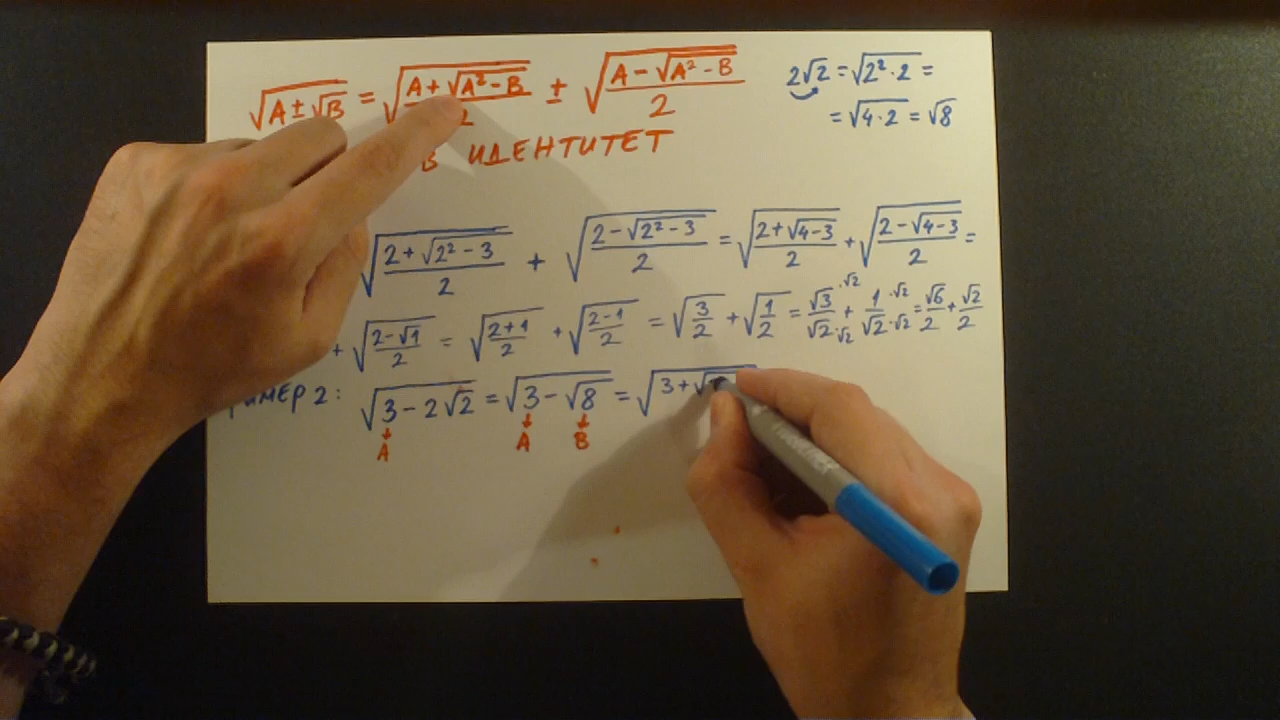 √(A ± √B) = √((A + √(A² − B))/2) ± √((A − √(A² − B))/2)
2√2 = √(2² · 2) =
= √(4 · 2) = √8
В ИДЕНТИТЕТ
√((2 + √(2² − 3))/2) + √((2 − √(2² − 3))/2) = √((2 + √(4 − 3))/2) + √((2 − √(4 − 3))/2) =
+ √((2 − √1)/2) = √((2 + 1)/2) + √((2 − 1)/2) = √(3/2) + √(1/2) = √3/√2 ·√2 ·√2 + 1/√2 ·√2 ·√2 = √6/2 + √2/2
РИМЕР 2: √(3 − 2√2) = √(3 − √8) = √(3 + √
A A B